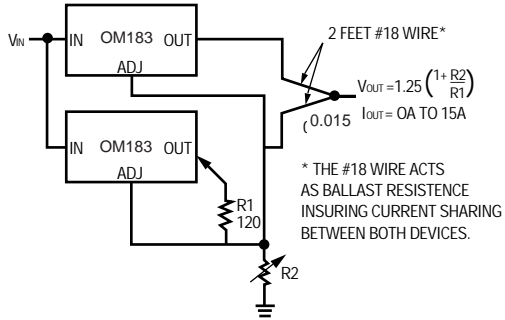 OM183
IN OUT
ADJ
VIN
2 FEET #18 WIRE*
VOUT =1.25 (1+ R2/R1)
IOUT = OA TO 15A
(0.015
OM183
IN OUT
ADJ
R1
120
* THE #18 WIRE ACTS
AS BALLAST RESISTENCE
INSURING CURRENT SHARING
BETWEEN BOTH DEVICES.
R2